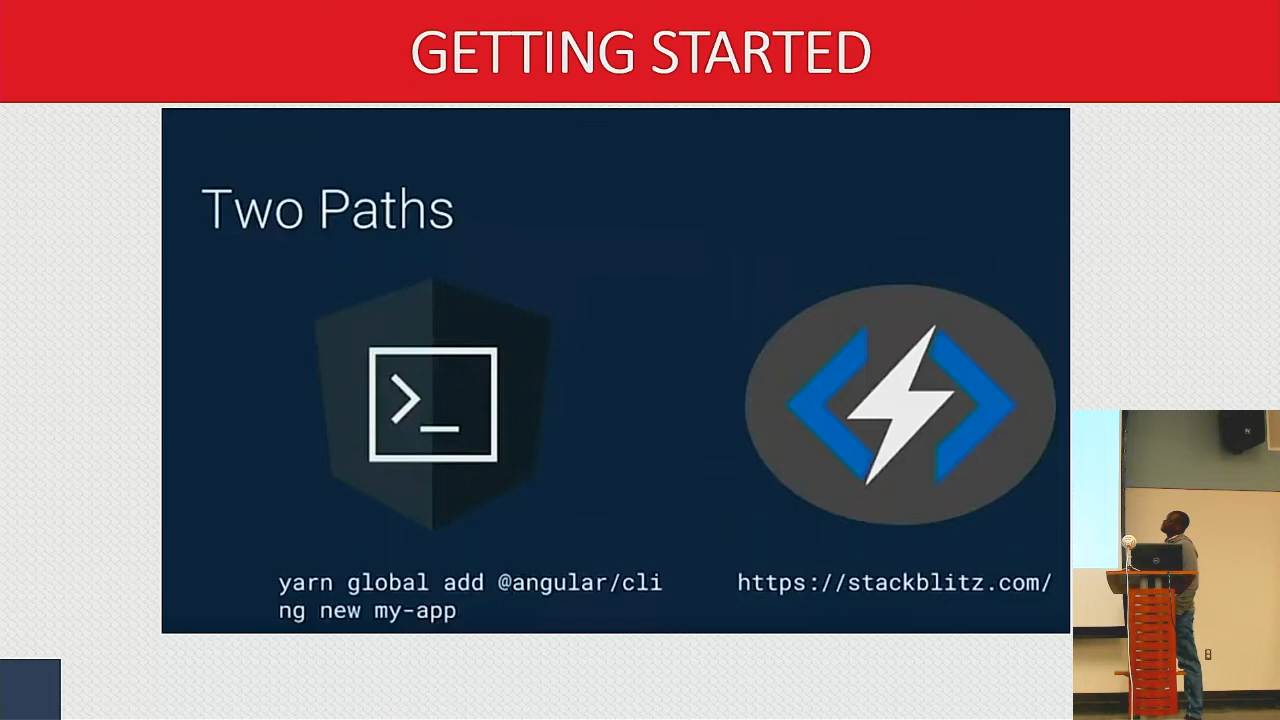 GETTING STARTED
Two Paths
>_
yarn global add @angular/cli
ng new my-app
https://stackblitz.com/